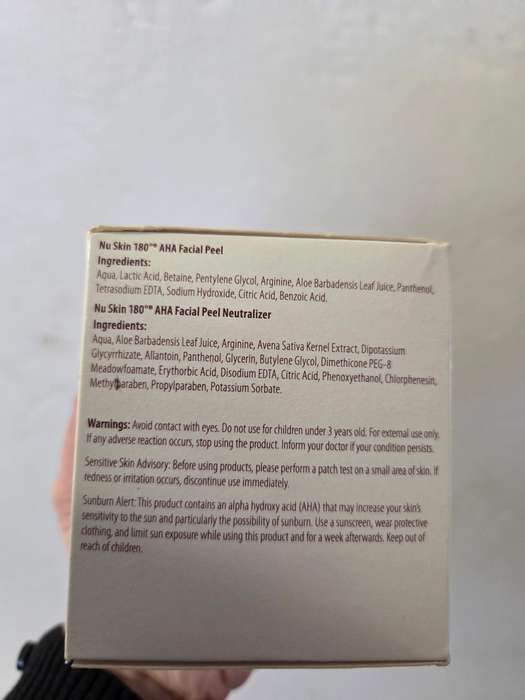 Nu Skin 180°™® AHA Facial Peel
Ingredients:
Aqua, Lactic Acid, Betaine, Pentylene Glycol, Arginine, Aloe Barbadensis Leaf Juice, Panthenol,
Tetrasodium EDTA, Sodium Hydroxide, Citric Acid, Benzoic Acid.
Nu Skin 180°™® AHA Facial Peel Neutralizer
Ingredients:
Aqua, Aloe Barbadensis Leaf Juice, Arginine, Avena Sativa Kernel Extract, Dipotassium
Glycyrrhizate, Allantoin, Panthenol, Glycerin, Butylene Glycol, Dimethicone PEG-8
Meadowfoamate, Erythorbic Acid, Disodium EDTA, Citric Acid, Phenoxyethanol, Chlorphenesin,
Methylparaben, Propylparaben, Potassium Sorbate.
Warnings: Avoid contact with eyes. Do not use for children under 3 years old. For external use only.
If any adverse reaction occurs, stop using the product. Inform your doctor if your condition persists.
Sensitive Skin Advisory: Before using products, please perform a patch test on a small area of skin. If
redness or irritation occurs, discontinue use immediately.
Sunburn Alert: This product contains an alpha hydroxy acid (AHA) that may increase your skin's
sensitivity to the sun and particularly the possibility of sunburn. Use a sunscreen, wear protective
clothing, and limit sun exposure while using this product and for a week afterwards. Keep out of
reach of children.